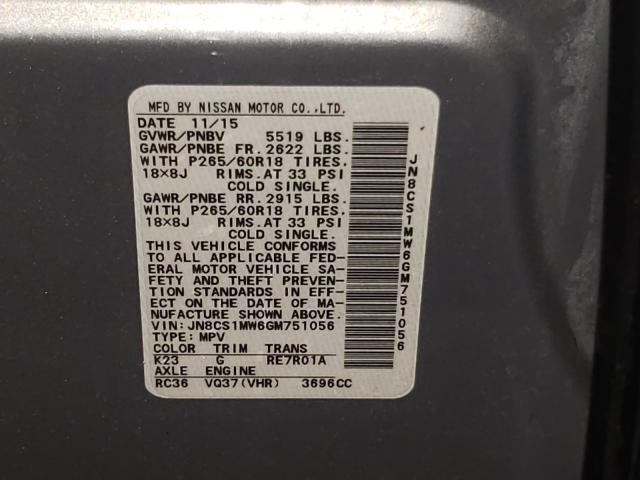 MFD BY NISSAN MOTOR CO.,LTD.
DATE 11/15
GVWR/PNBV 5519 LBS.
GAWR/PNBE FR. 2622 LBS.
WITH P265/60R18 TIRES.
18×8J RIMS. AT 33 PSI
COLD SINGLE.
GAWR/PNBE RR. 2915 LBS.
WITH P265/60R18 TIRES.
18×8J RIMS. AT 33 PSI
COLD SINGLE.
THIS VEHICLE CONFORMS
TO ALL APPLICABLE FED-
ERAL MOTOR VEHICLE SA-
FETY AND THEFT PREVEN-
TION STANDARDS IN EFF-
ECT ON THE DATE OF MA-
NUFACTURE SHOWN ABOVE.
VIN: JN8CS1MW6GM751056
TYPE: MPV
COLOR TRIM TRANS
K23 G RE7R01A
AXLE ENGINE
RC36 VQ37(VHR) 3696CC
JN8CS1MW6GM751056